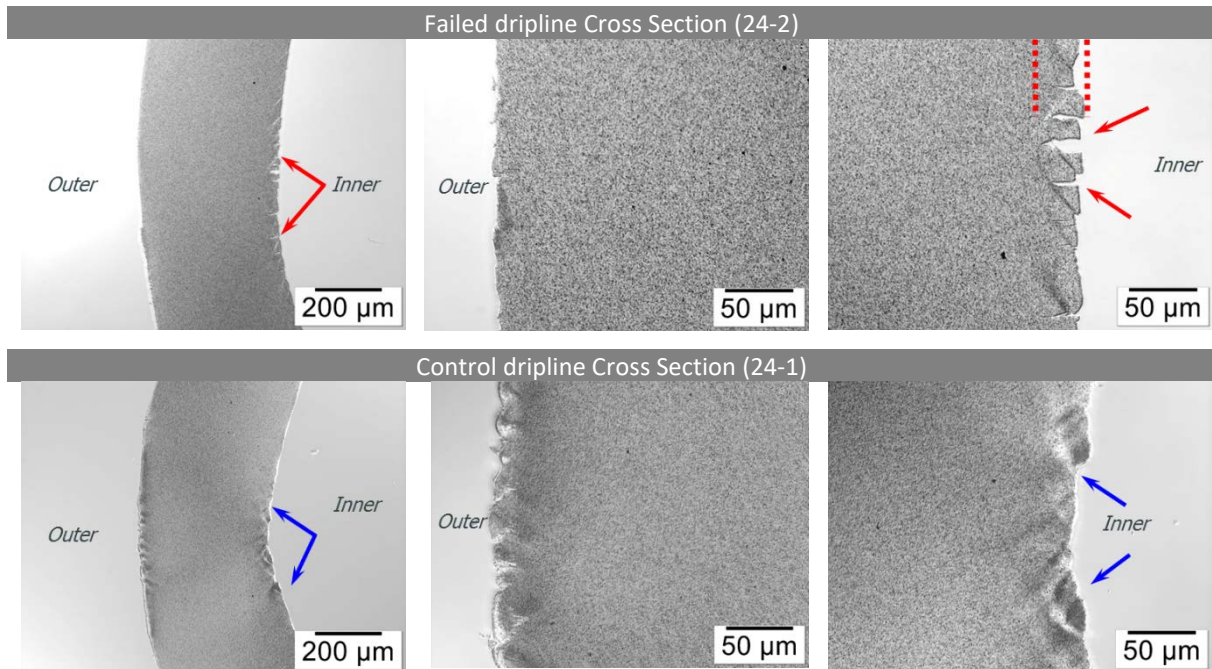 Failed dripline Cross Section (24-2)
Outer
Inner
200 µm
Outer
50 µm
Inner
50 µm
Control dripline Cross Section (24-1)
Outer
Inner
200 µm
Outer
50 µm
Inner
50 µm